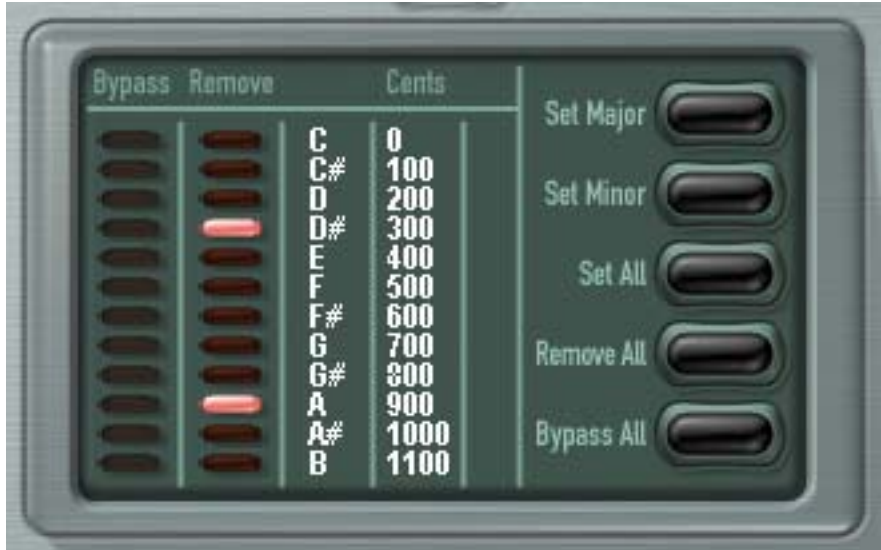 Bypass Remove Cents
C 0
C# 100
D 200
D# 300
E 400
F 500
F# 600
G 700
G# 800
A 900
A# 1000
B 1100
Set Major
Set Minor
Set All
Remove All
Bypass All